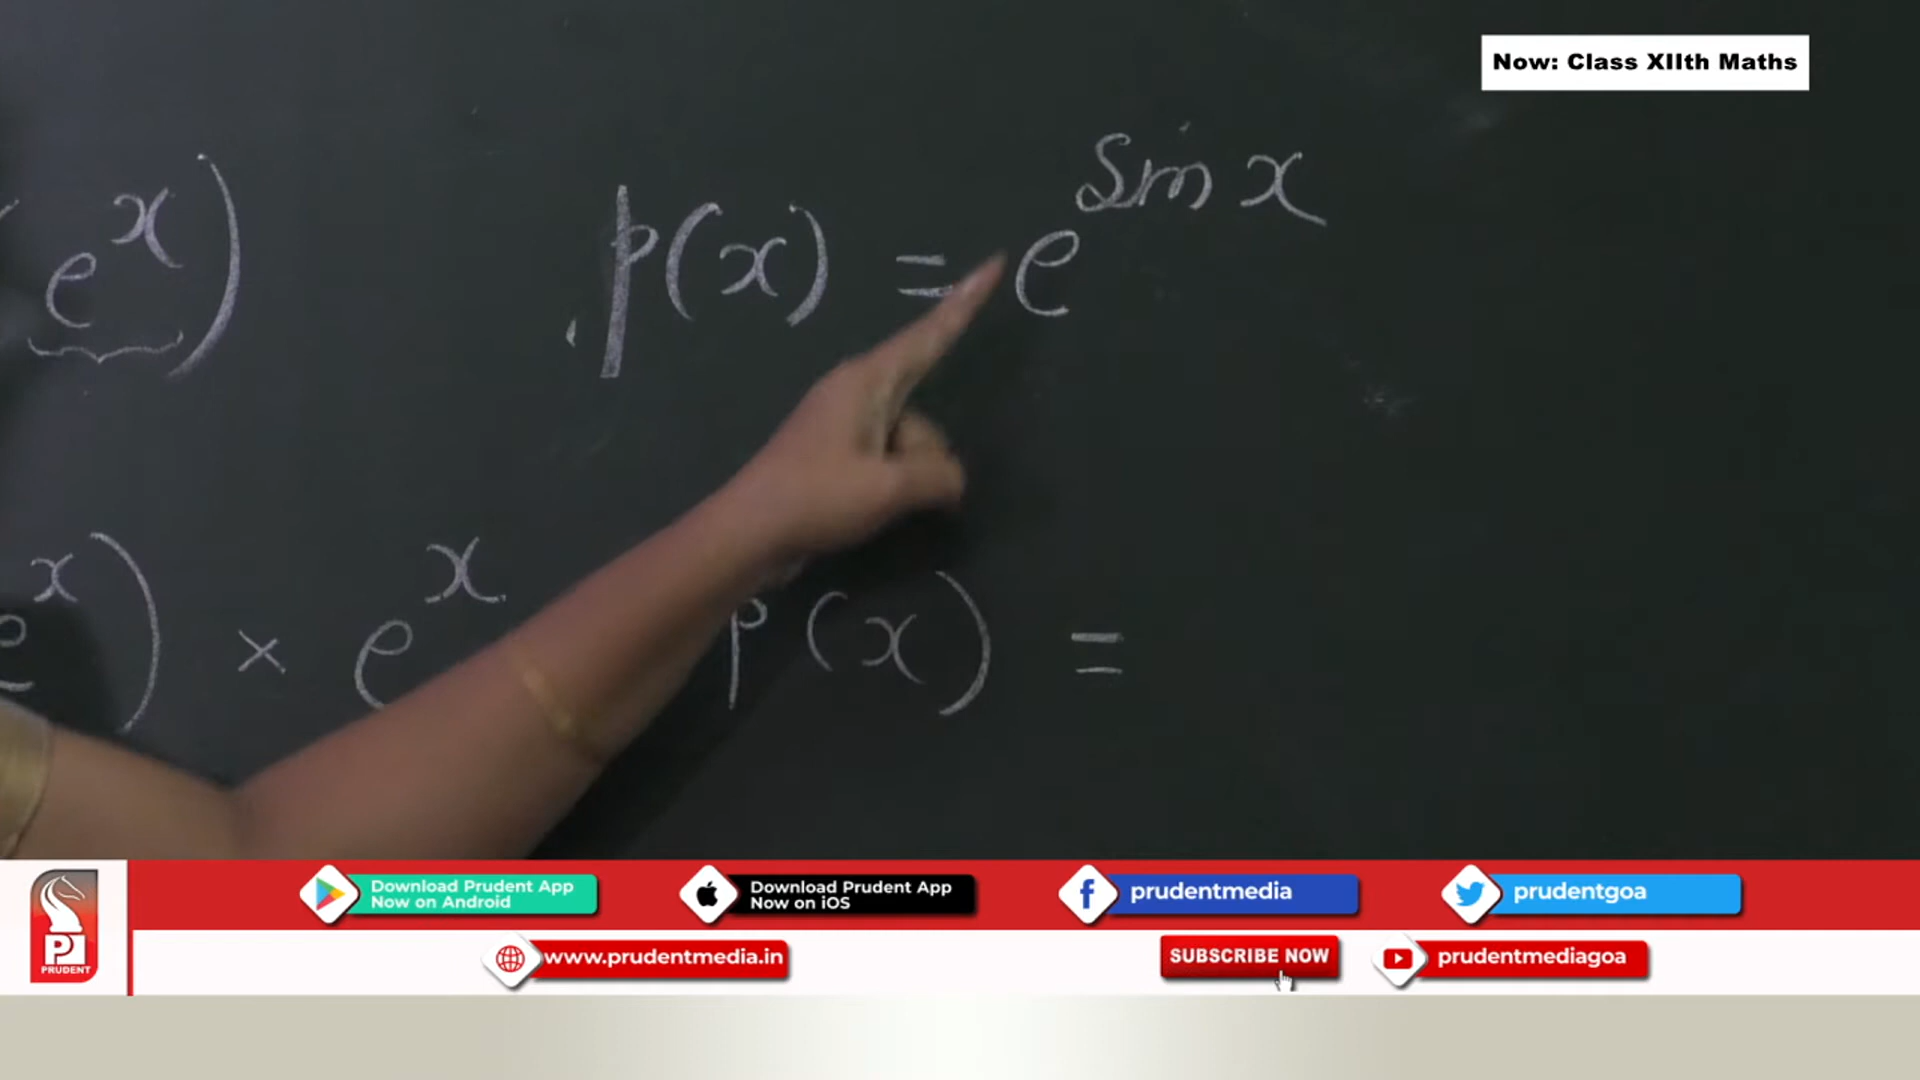 Now: Class XIIth Maths
e^x)
p(x) = e^sin x
e^x) × e^x
p(x) =
Download Prudent App
Now on Android
Download Prudent App
Now on iOS
prudentmedia
prudentgoa
PRUDENT
www.prudentmedia.in
SUBSCRIBE NOW
prudentmediagoa